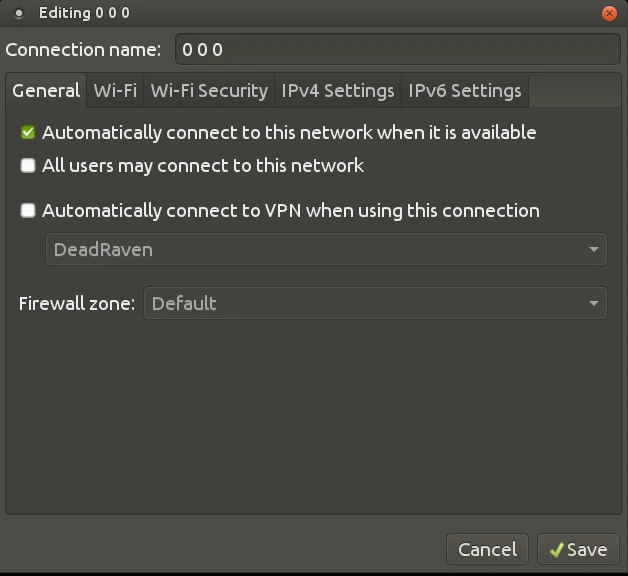 Editing 0 0 0
Connection name: 0 0 0
General Wi-Fi Wi-Fi Security IPv4 Settings IPv6 Settings
Automatically connect to this network when it is available
All users may connect to this network
Automatically connect to VPN when using this connection
DeadRaven
Firewall zone: Default
Cancel Save